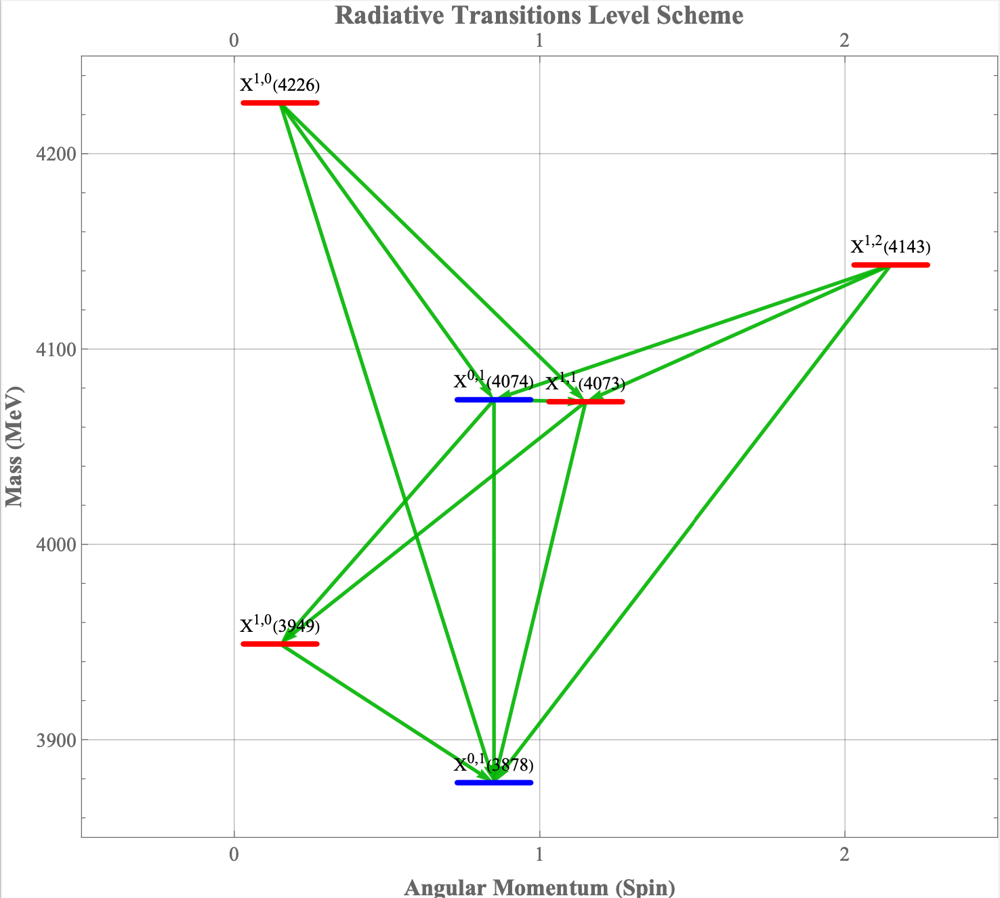 Radiative Transitions Level Scheme
0 1 2
X^1,0(4226)
4200
X^1,2(4143)
4100
X^0,1(4074) X^1,1(4073)
Mass (MeV)
4000
X^1,0(3949)
3900
X^0,1(3878)
0 1 2
Angular Momentum (Spin)